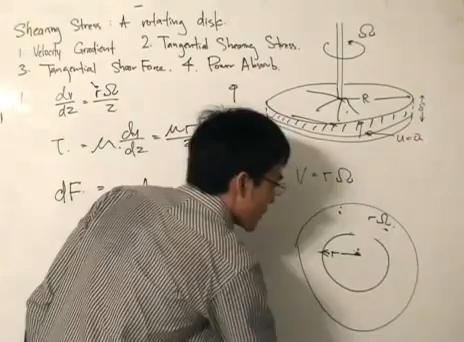 Shearing Stress: A rotating disk.
1. Velocity Gradient 2. Tangential Shearing Stress.
3. Tangential Shear Force. 4. Power Absorb.
Ω
1 dv/dz = rΩ/z
R
τ = μ dv/dz = μr
u=0
V = rΩ
dF =
rΩ
r